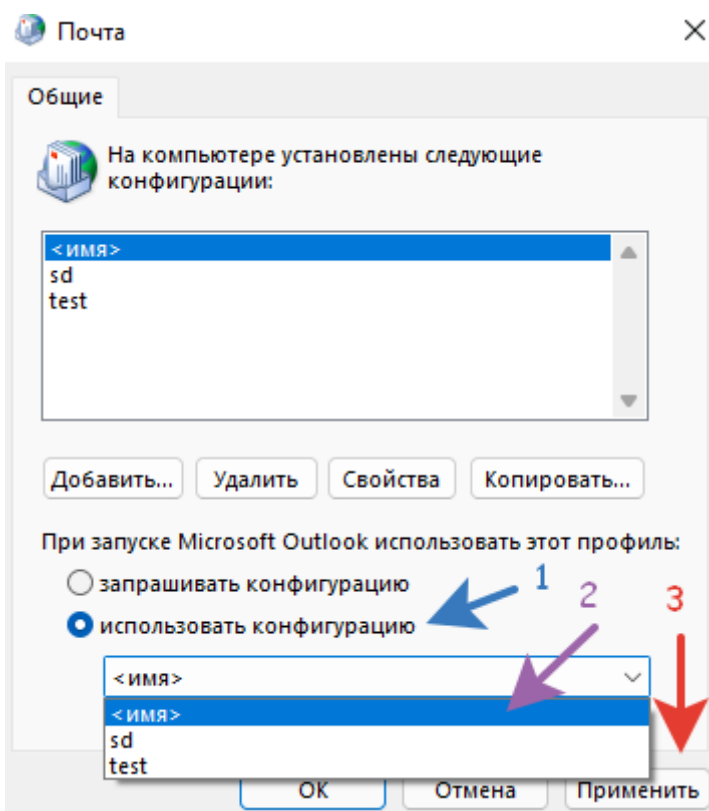 Почта
Общие
На компьютере установлены следующие
конфигурации:
<имя>
sd
test
Добавить... Удалить Свойства Копировать...
При запуске Microsoft Outlook использовать этот профиль:
запрашивать конфигурацию
1 2 3
использовать конфигурацию
<имя>
<имя>
sd
test
ОК Отмена Применить